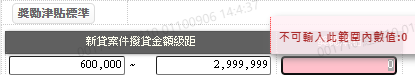 獎勵津貼標準
不可輸入此範圍內數值:0
新貸案件撥貸金額級距
600,000 ~ 2,999,999 0